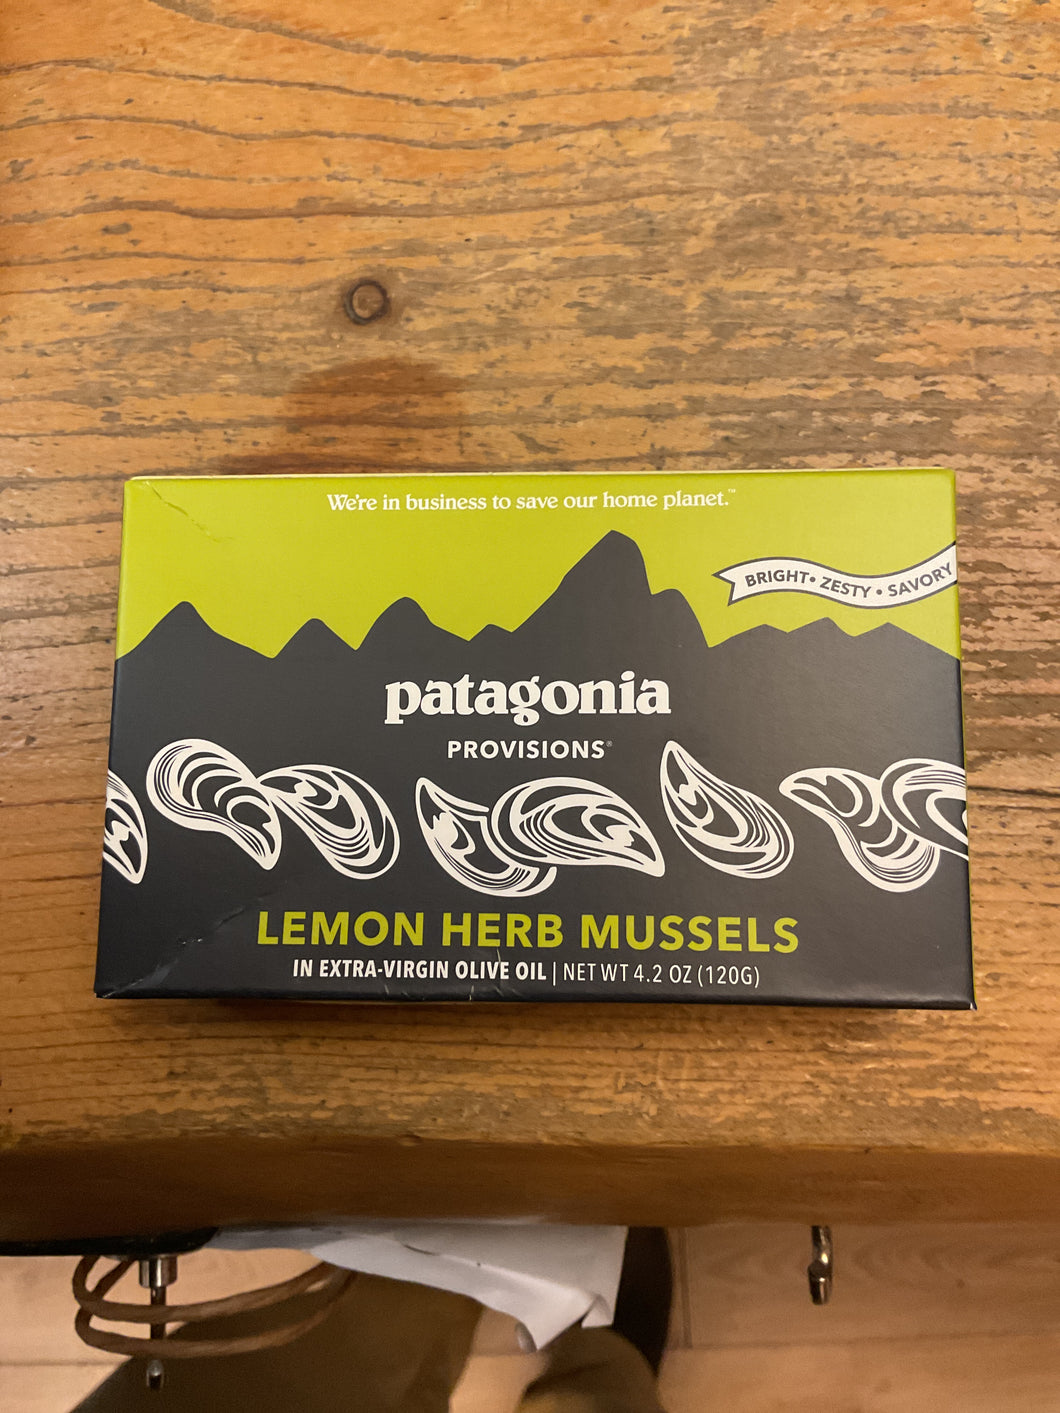 We're in business to save our home planet.™
BRIGHT • ZESTY • SAVORY
patagonia
PROVISIONS®
LEMON HERB MUSSELS
IN EXTRA-VIRGIN OLIVE OIL | NET WT 4.2 OZ (120G)